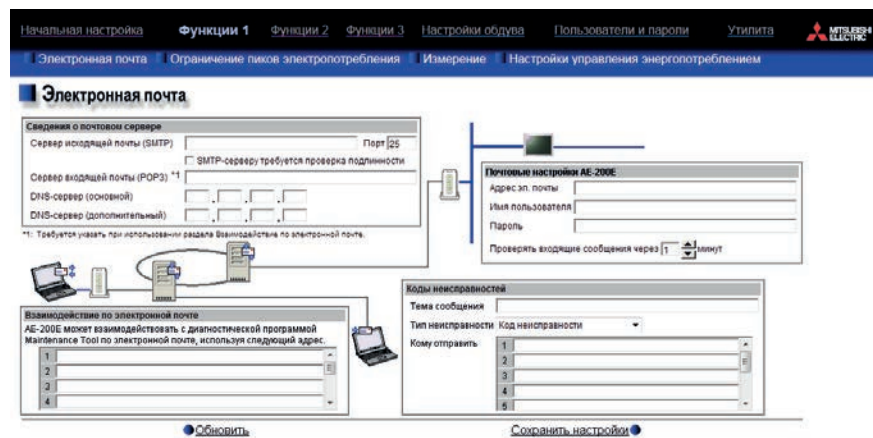 Начальная настройка Функции 1 Функции 2 Функции 3 Настройки обдува Пользователи и пароли Утилита MITSUBISHI ELECTRIC
Электронная почта Ограничение пиков электропотребления Измерение Настройки управления энергопотреблением
Электронная почта
Сведения о почтовом сервере
Сервер исходящей почты (SMTP) Порт 25
SMTP-серверу требуется проверка подлинности
Сервер входящей почты (POP3) *1
DNS-сервер (основной)
DNS-сервер (дополнительный)
*1: Требуется указать при использовании раздела Взаимодействие по электронной почте.
Почтовые настройки AE-200E
Адрес эл. почты
Имя пользователя
Пароль
Проверять входящие сообщения через 1 минут
Взаимодействие по электронной почте
AE-200E может взаимодействовать с диагностической программой
Maintenance Tool по электронной почте, используя следующий адрес.
1
2
3
4
Коды неисправностей
Тема сообщения
Тип неисправности Код неисправности
Кому отправить 1
2
3
4
5
Обновить Сохранить настройки